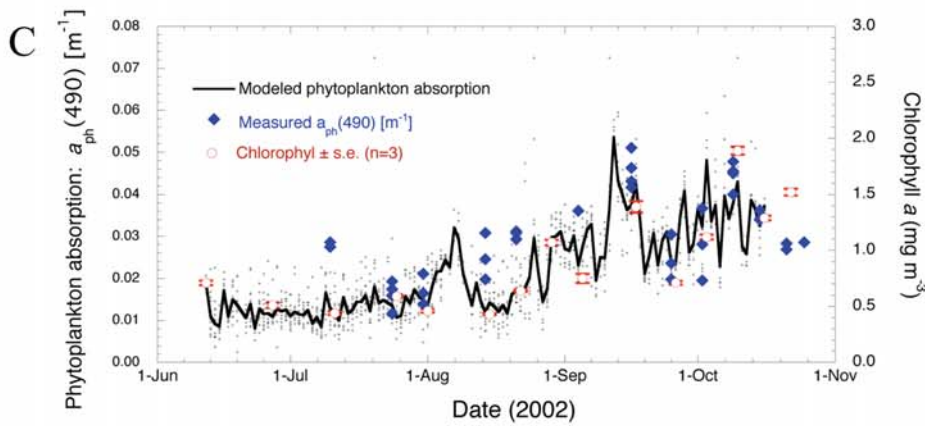 C
0.08
0.07
0.06
0.05
0.04
0.03
0.02
0.01
0.00
Phytoplankton absorption: a_ph(490) [m⁻¹]
Modeled phytoplankton absorption
Measured a_ph(490) [m⁻¹]
Chlorophyl ± s.e. (n=3)
3.0
2.5
2.0
1.5
1.0
0.5
0.0
Chlorophyll a (mg m⁻³)
1-Jun 1-Jul 1-Aug 1-Sep 1-Oct 1-Nov
Date (2002)